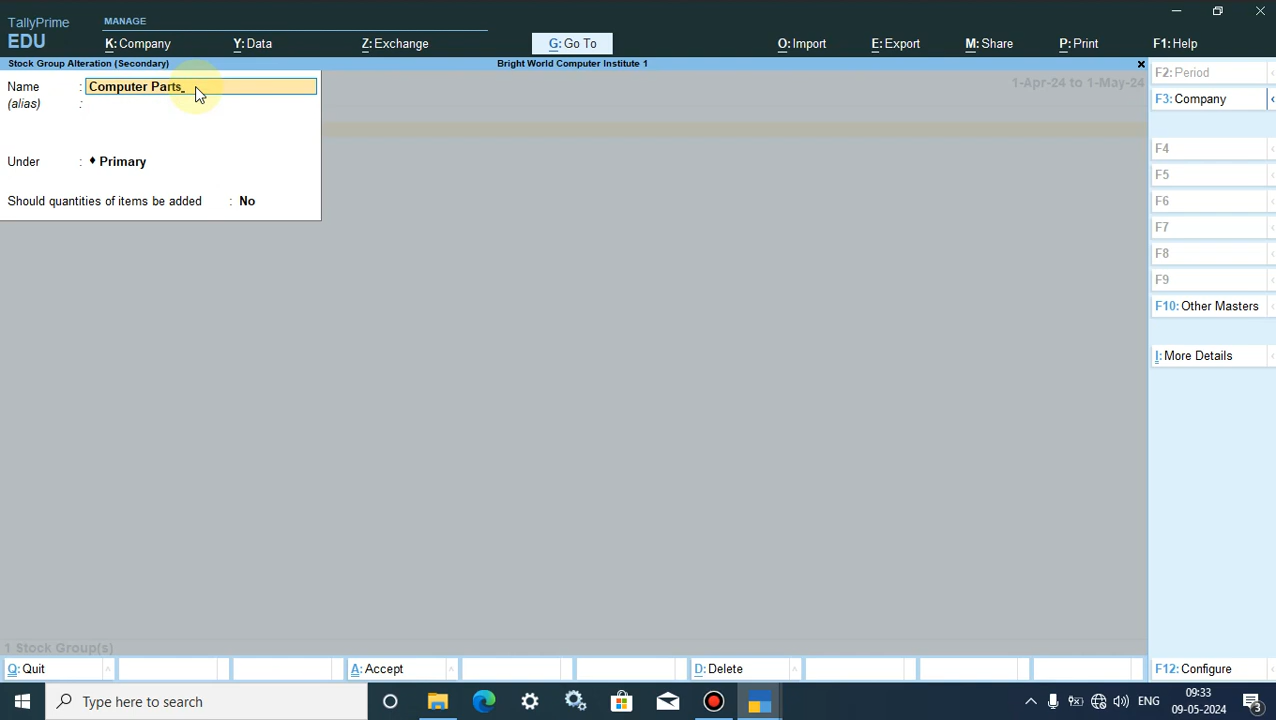 TallyPrime
EDU
MANAGE
K: Company
Y: Data
Z: Exchange
G: Go To
O: Import
E: Export
M: Share
P: Print
F1: Help
Stock Group Alteration (Secondary)
Bright World Computer Institute 1
Name : Computer Parts
(alias) :
1-Apr-24 to 1-May-24
Under : ♦ Primary
Should quantities of items be added : No
F2: Period
F3: Company
F4
F5
F6
F7
F8
F9
F10: Other Masters
I: More Details
1 Stock Group(s)
Q: Quit
A: Accept
D: Delete
F12: Configure
Type here to search
ENG
09:33
09-05-2024
3